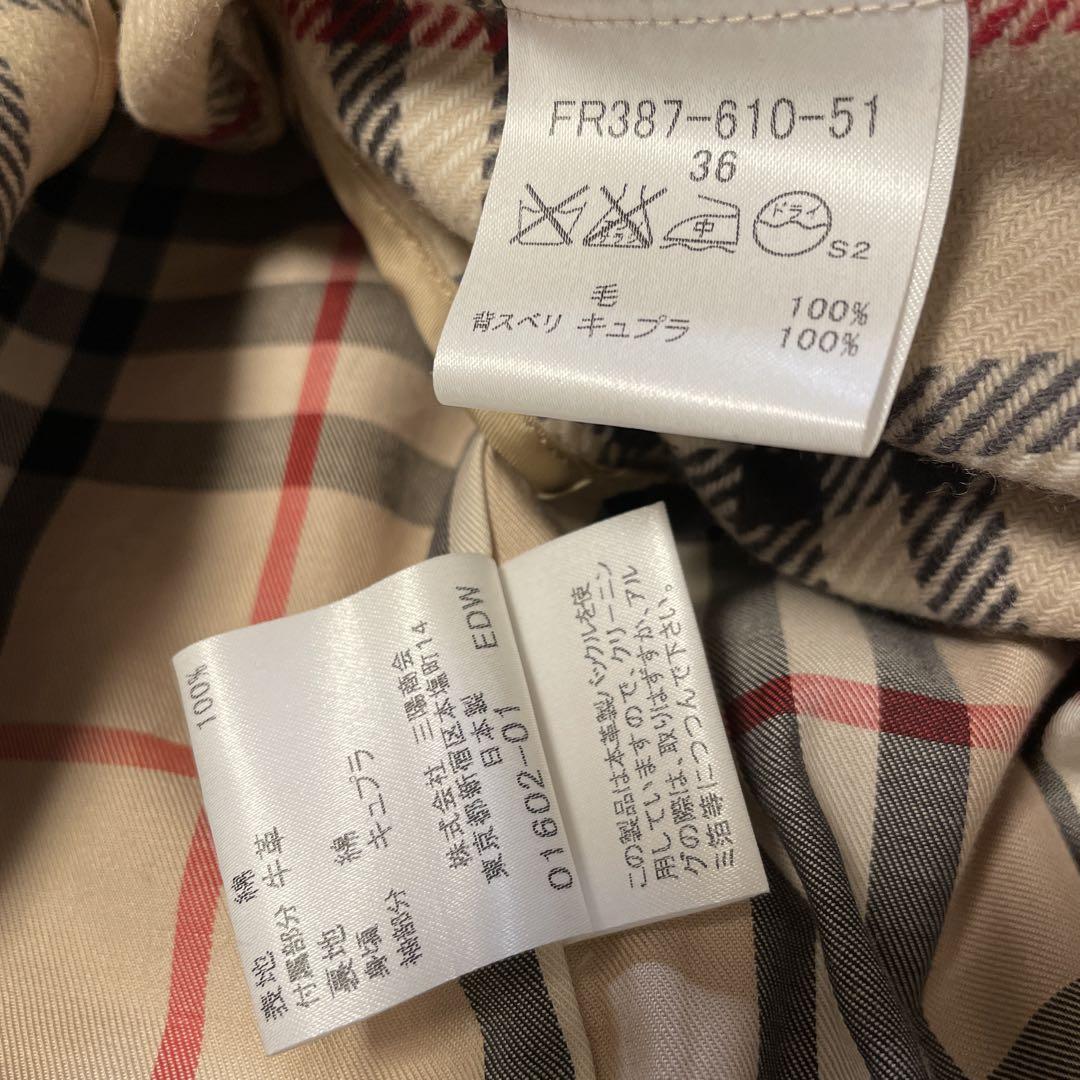 FR387-610-51
36
中 ドライ
S2
毛 100%
背スベリ キュプラ 100%
表地 綿 100%
付属部分 牛革
裏地
身頃 綿
袖部分 キュプラ
株式会社 三陽商会
東京都新宿区本塩町14
日本製
01602-01 EDW
この製品は本革製バックルを使
用していますので、クリーニン
グの際は、取りはずすか、アル
ミ箔等につつんで下さい。